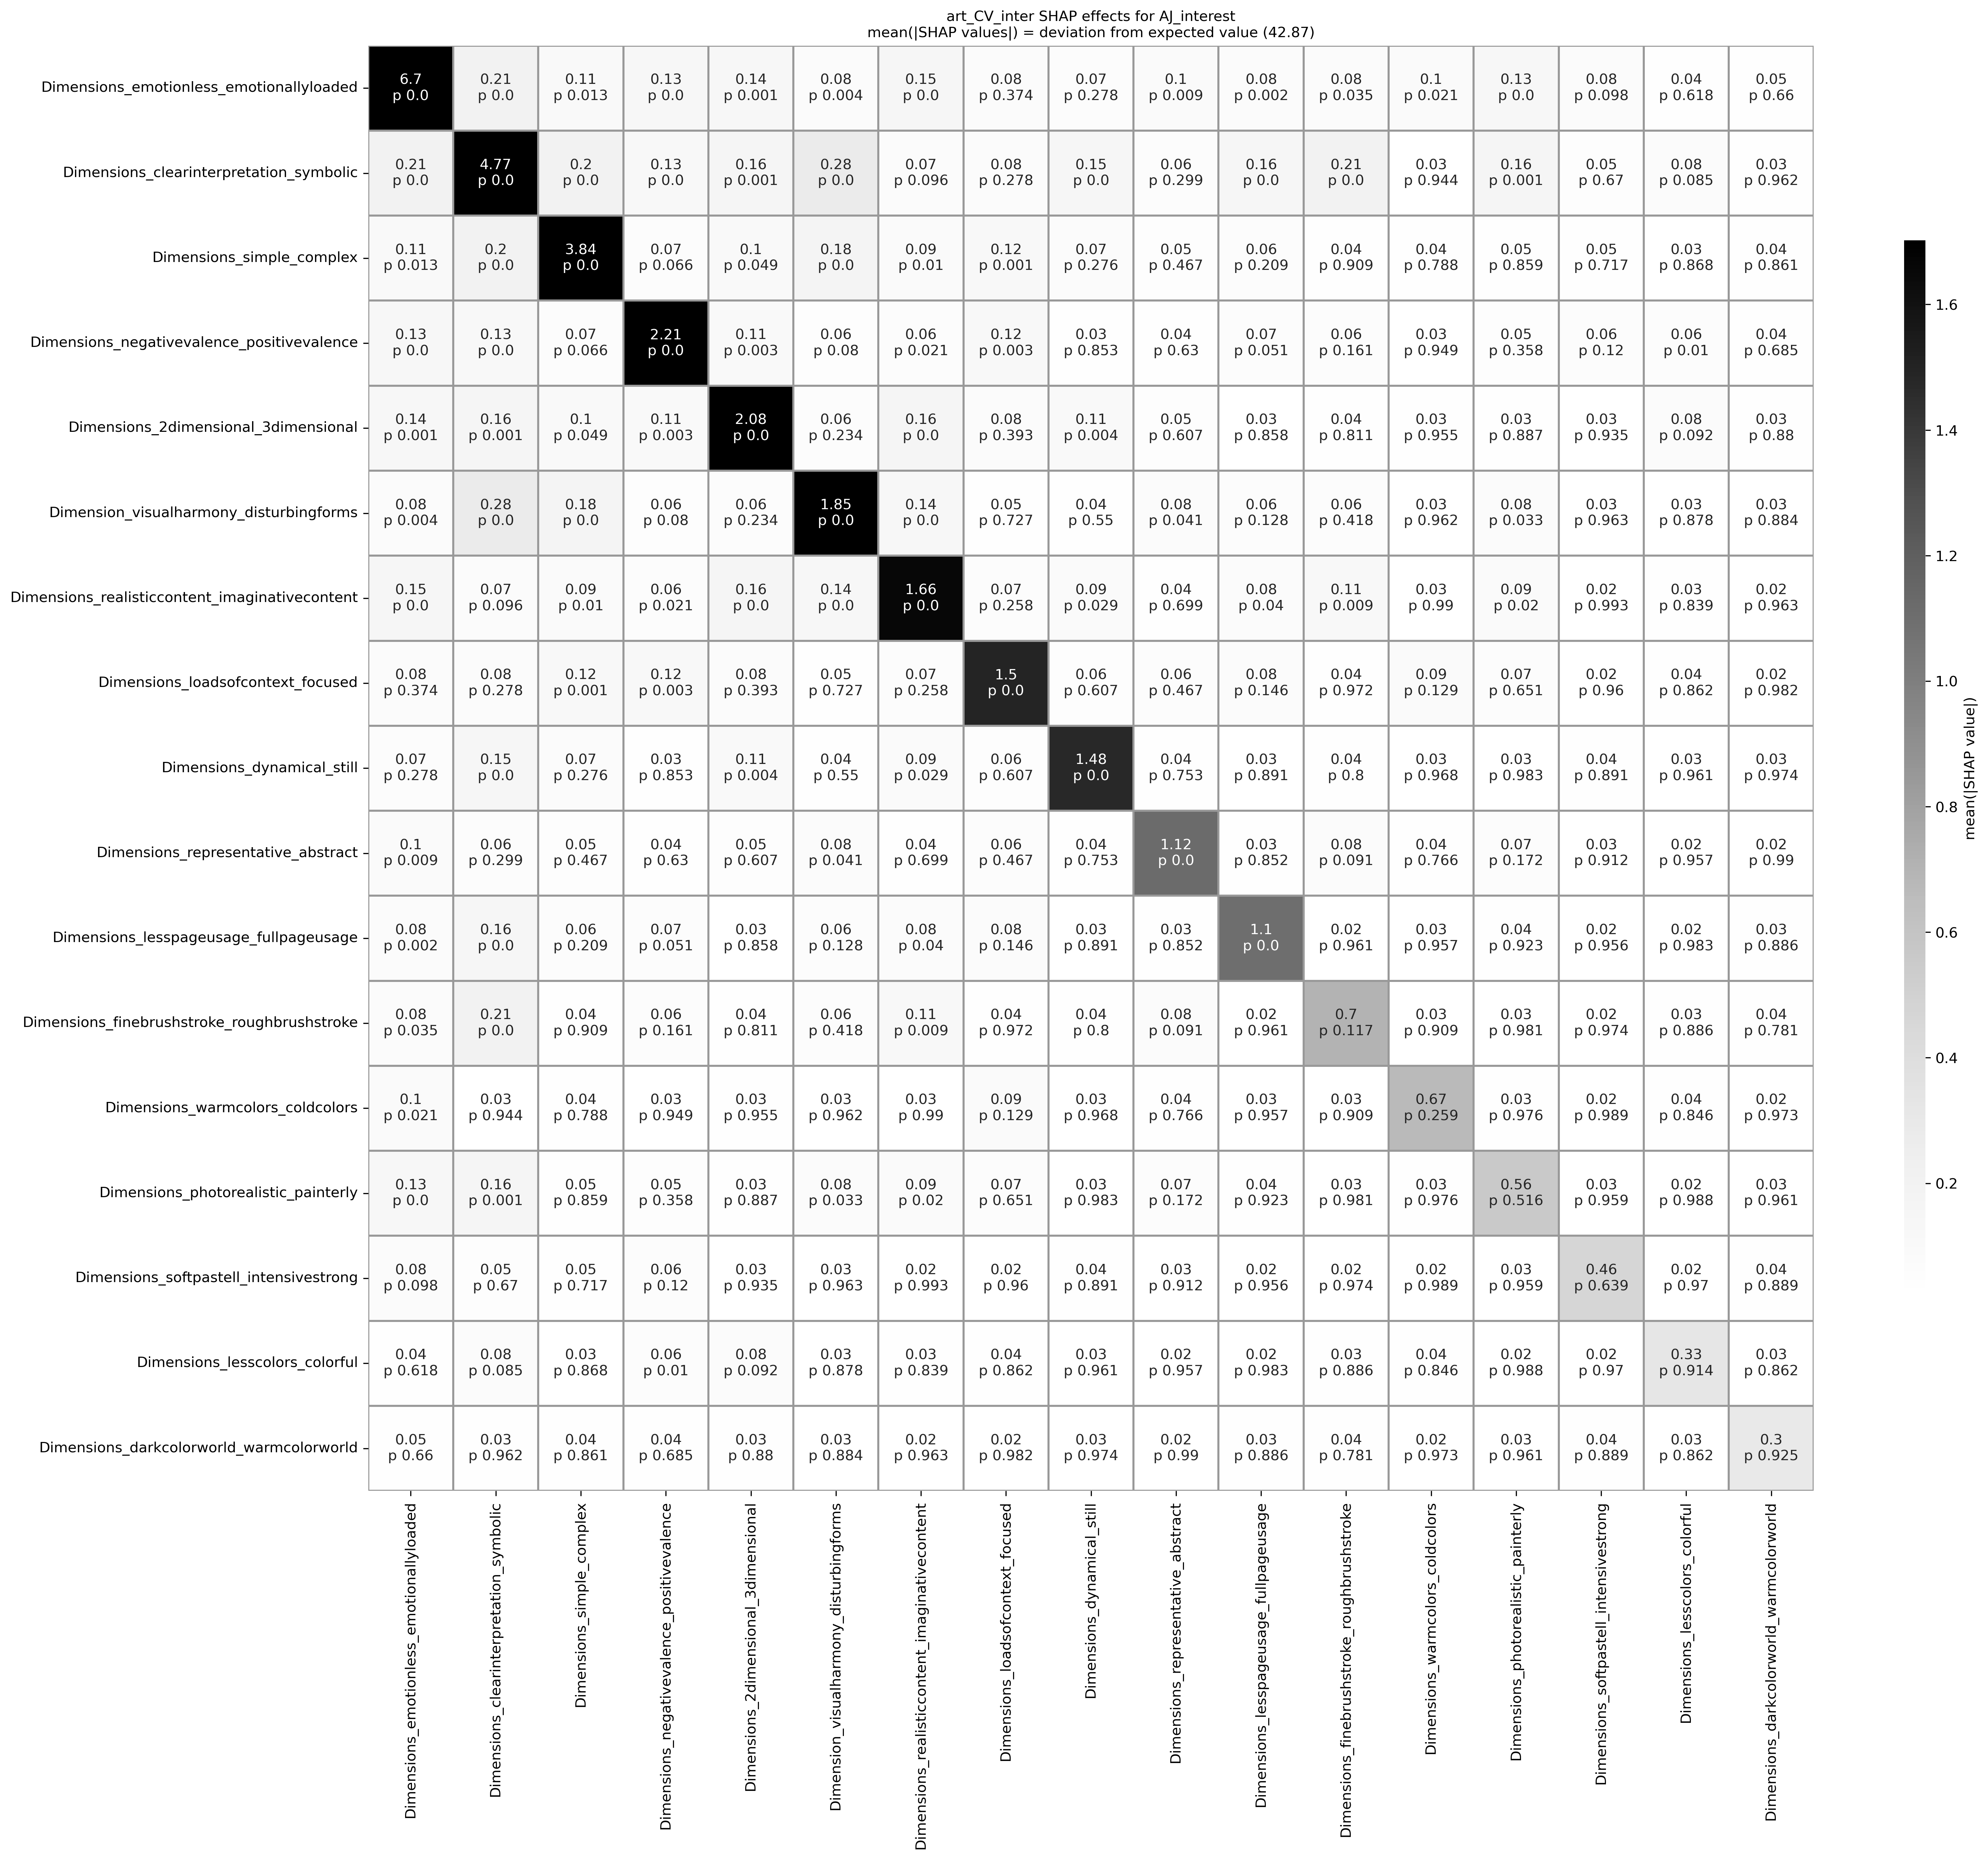 art_CV_inter SHAP effects for AJ_interest
mean(|SHAP values|) = deviation from expected value (42.87)
Dimensions_emotionless_emotionallyloaded
6.7 0.21 0.11 0.13 0.14 0.08 0.15 0.08 0.07 0.1 0.08 0.08 0.1 0.13 0.08 0.04 0.05
p 0.0 p 0.0 p 0.013 p 0.0 p 0.001 p 0.004 p 0.0 p 0.374 p 0.278 p 0.009 p 0.002 p 0.035 p 0.021 p 0.0 p 0.098 p 0.618 p 0.66
Dimensions_clearinterpretation_symbolic
0.21 4.77 0.2 0.13 0.16 0.28 0.07 0.08 0.15 0.06 0.16 0.21 0.03 0.16 0.05 0.08 0.03
p 0.0 p 0.0 p 0.0 p 0.0 p 0.001 p 0.0 p 0.096 p 0.278 p 0.0 p 0.299 p 0.0 p 0.0 p 0.944 p 0.001 p 0.67 p 0.085 p 0.962
Dimensions_simple_complex
0.11 0.2 3.84 0.07 0.1 0.18 0.09 0.12 0.07 0.05 0.06 0.04 0.04 0.05 0.05 0.03 0.04
p 0.013 p 0.0 p 0.0 p 0.066 p 0.049 p 0.0 p 0.01 p 0.001 p 0.276 p 0.467 p 0.209 p 0.909 p 0.788 p 0.859 p 0.717 p 0.868 p 0.861
Dimensions_negativevalence_positivevalence
0.13 0.13 0.07 2.21 0.11 0.06 0.06 0.12 0.03 0.04 0.07 0.06 0.03 0.05 0.06 0.06 0.04
p 0.0 p 0.0 p 0.066 p 0.0 p 0.003 p 0.08 p 0.021 p 0.003 p 0.853 p 0.63 p 0.051 p 0.161 p 0.949 p 0.358 p 0.12 p 0.01 p 0.685
Dimensions_2dimensional_3dimensional
0.14 0.16 0.1 0.11 2.08 0.06 0.16 0.08 0.11 0.05 0.03 0.04 0.03 0.03 0.03 0.08 0.03
p 0.001 p 0.001 p 0.049 p 0.003 p 0.0 p 0.234 p 0.0 p 0.393 p 0.004 p 0.607 p 0.858 p 0.811 p 0.955 p 0.887 p 0.935 p 0.092 p 0.88
Dimension_visualharmony_disturbingforms
0.08 0.28 0.18 0.06 0.06 1.85 0.14 0.05 0.04 0.08 0.06 0.06 0.03 0.08 0.03 0.03 0.03
p 0.004 p 0.0 p 0.0 p 0.08 p 0.234 p 0.0 p 0.0 p 0.727 p 0.55 p 0.041 p 0.128 p 0.418 p 0.962 p 0.033 p 0.963 p 0.878 p 0.884
Dimensions_realisticcontent_imaginativecontent
0.15 0.07 0.09 0.06 0.16 0.14 1.66 0.07 0.09 0.04 0.08 0.11 0.03 0.09 0.02 0.03 0.02
p 0.0 p 0.096 p 0.01 p 0.021 p 0.0 p 0.0 p 0.0 p 0.258 p 0.029 p 0.699 p 0.04 p 0.009 p 0.99 p 0.02 p 0.993 p 0.839 p 0.963
Dimensions_loadsofcontext_focused
0.08 0.08 0.12 0.12 0.08 0.05 0.07 1.5 0.06 0.06 0.08 0.04 0.09 0.07 0.02 0.04 0.02
p 0.374 p 0.278 p 0.001 p 0.003 p 0.393 p 0.727 p 0.258 p 0.0 p 0.607 p 0.467 p 0.146 p 0.972 p 0.129 p 0.651 p 0.96 p 0.862 p 0.982
Dimensions_dynamical_still
0.07 0.15 0.07 0.03 0.11 0.04 0.09 0.06 1.48 0.04 0.03 0.04 0.03 0.03 0.04 0.03 0.03
p 0.278 p 0.0 p 0.276 p 0.853 p 0.004 p 0.55 p 0.029 p 0.607 p 0.0 p 0.753 p 0.891 p 0.8 p 0.968 p 0.983 p 0.891 p 0.961 p 0.974
Dimensions_representative_abstract
0.1 0.06 0.05 0.04 0.05 0.08 0.04 0.06 0.04 1.12 0.03 0.08 0.04 0.07 0.03 0.02 0.02
p 0.009 p 0.299 p 0.467 p 0.63 p 0.607 p 0.041 p 0.699 p 0.467 p 0.753 p 0.0 p 0.852 p 0.091 p 0.766 p 0.172 p 0.912 p 0.957 p 0.99
Dimensions_lesspageusage_fullpageusage
0.08 0.16 0.06 0.07 0.03 0.06 0.08 0.08 0.03 0.03 1.1 0.02 0.03 0.04 0.02 0.02 0.03
p 0.002 p 0.0 p 0.209 p 0.051 p 0.858 p 0.128 p 0.04 p 0.146 p 0.891 p 0.852 p 0.0 p 0.961 p 0.957 p 0.923 p 0.956 p 0.983 p 0.886
Dimensions_finebrushstroke_roughbrushstroke
0.08 0.21 0.04 0.06 0.04 0.06 0.11 0.04 0.04 0.08 0.02 0.7 0.03 0.03 0.02 0.03 0.04
p 0.035 p 0.0 p 0.909 p 0.161 p 0.811 p 0.418 p 0.009 p 0.972 p 0.8 p 0.091 p 0.961 p 0.117 p 0.909 p 0.981 p 0.974 p 0.886 p 0.781
Dimensions_warmcolors_coldcolors
0.1 0.03 0.04 0.03 0.03 0.03 0.03 0.09 0.03 0.04 0.03 0.03 0.67 0.03 0.02 0.04 0.02
p 0.021 p 0.944 p 0.788 p 0.949 p 0.955 p 0.962 p 0.99 p 0.129 p 0.968 p 0.766 p 0.957 p 0.909 p 0.259 p 0.976 p 0.989 p 0.846 p 0.973
Dimensions_photorealistic_painterly
0.13 0.16 0.05 0.05 0.03 0.08 0.09 0.07 0.03 0.07 0.04 0.03 0.03 0.56 0.03 0.02 0.03
p 0.0 p 0.001 p 0.859 p 0.358 p 0.887 p 0.033 p 0.02 p 0.651 p 0.983 p 0.172 p 0.923 p 0.981 p 0.976 p 0.516 p 0.959 p 0.988 p 0.961
Dimensions_softpastell_intensivestrong
0.08 0.05 0.05 0.06 0.03 0.03 0.02 0.02 0.04 0.03 0.02 0.02 0.02 0.03 0.46 0.02 0.04
p 0.098 p 0.67 p 0.717 p 0.12 p 0.935 p 0.963 p 0.993 p 0.96 p 0.891 p 0.912 p 0.956 p 0.974 p 0.989 p 0.959 p 0.639 p 0.97 p 0.889
Dimensions_lesscolors_colorful
0.04 0.08 0.03 0.06 0.08 0.03 0.03 0.04 0.03 0.02 0.02 0.03 0.04 0.02 0.02 0.33 0.03
p 0.618 p 0.085 p 0.868 p 0.01 p 0.092 p 0.878 p 0.839 p 0.862 p 0.961 p 0.957 p 0.983 p 0.886 p 0.846 p 0.988 p 0.97 p 0.914 p 0.862
Dimensions_darkcolorworld_warmcolorworld
0.05 0.03 0.04 0.04 0.03 0.03 0.02 0.02 0.03 0.02 0.03 0.04 0.02 0.03 0.04 0.03 0.3
p 0.66 p 0.962 p 0.861 p 0.685 p 0.88 p 0.884 p 0.963 p 0.982 p 0.974 p 0.99 p 0.886 p 0.781 p 0.973 p 0.961 p 0.889 p 0.862 p 0.925
Dimensions_emotionless_emotionallyloaded
Dimensions_clearinterpretation_symbolic
Dimensions_simple_complex
Dimensions_negativevalence_positivevalence
Dimensions_2dimensional_3dimensional
Dimension_visualharmony_disturbingforms
Dimensions_realisticcontent_imaginativecontent
Dimensions_loadsofcontext_focused
Dimensions_dynamical_still
Dimensions_representative_abstract
Dimensions_lesspageusage_fullpageusage
Dimensions_finebrushstroke_roughbrushstroke
Dimensions_warmcolors_coldcolors
Dimensions_photorealistic_painterly
Dimensions_softpastell_intensivestrong
Dimensions_lesscolors_colorful
Dimensions_darkcolorworld_warmcolorworld
1.6
1.4
1.2
1.0
0.8
0.6
0.4
0.2
mean(|SHAP value|)